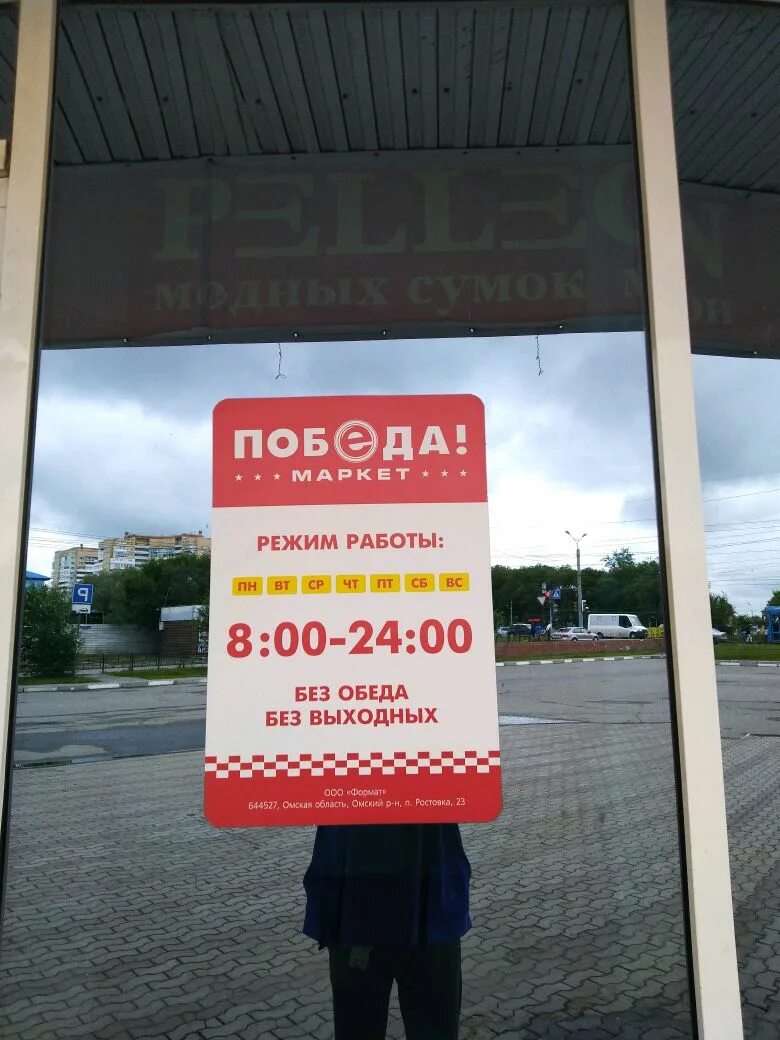 PELLE
модных сумок
ПОБЕДА!
МАРКЕТ
РЕЖИМ РАБОТЫ:
ПН ВТ СР ЧТ ПТ СБ ВС
8:00-24:00
БЕЗ ОБЕДА
БЕЗ ВЫХОДНЫХ
ООО «Формат»
644527, Омская область, Омский р-н, п. Ростовка, 23
P